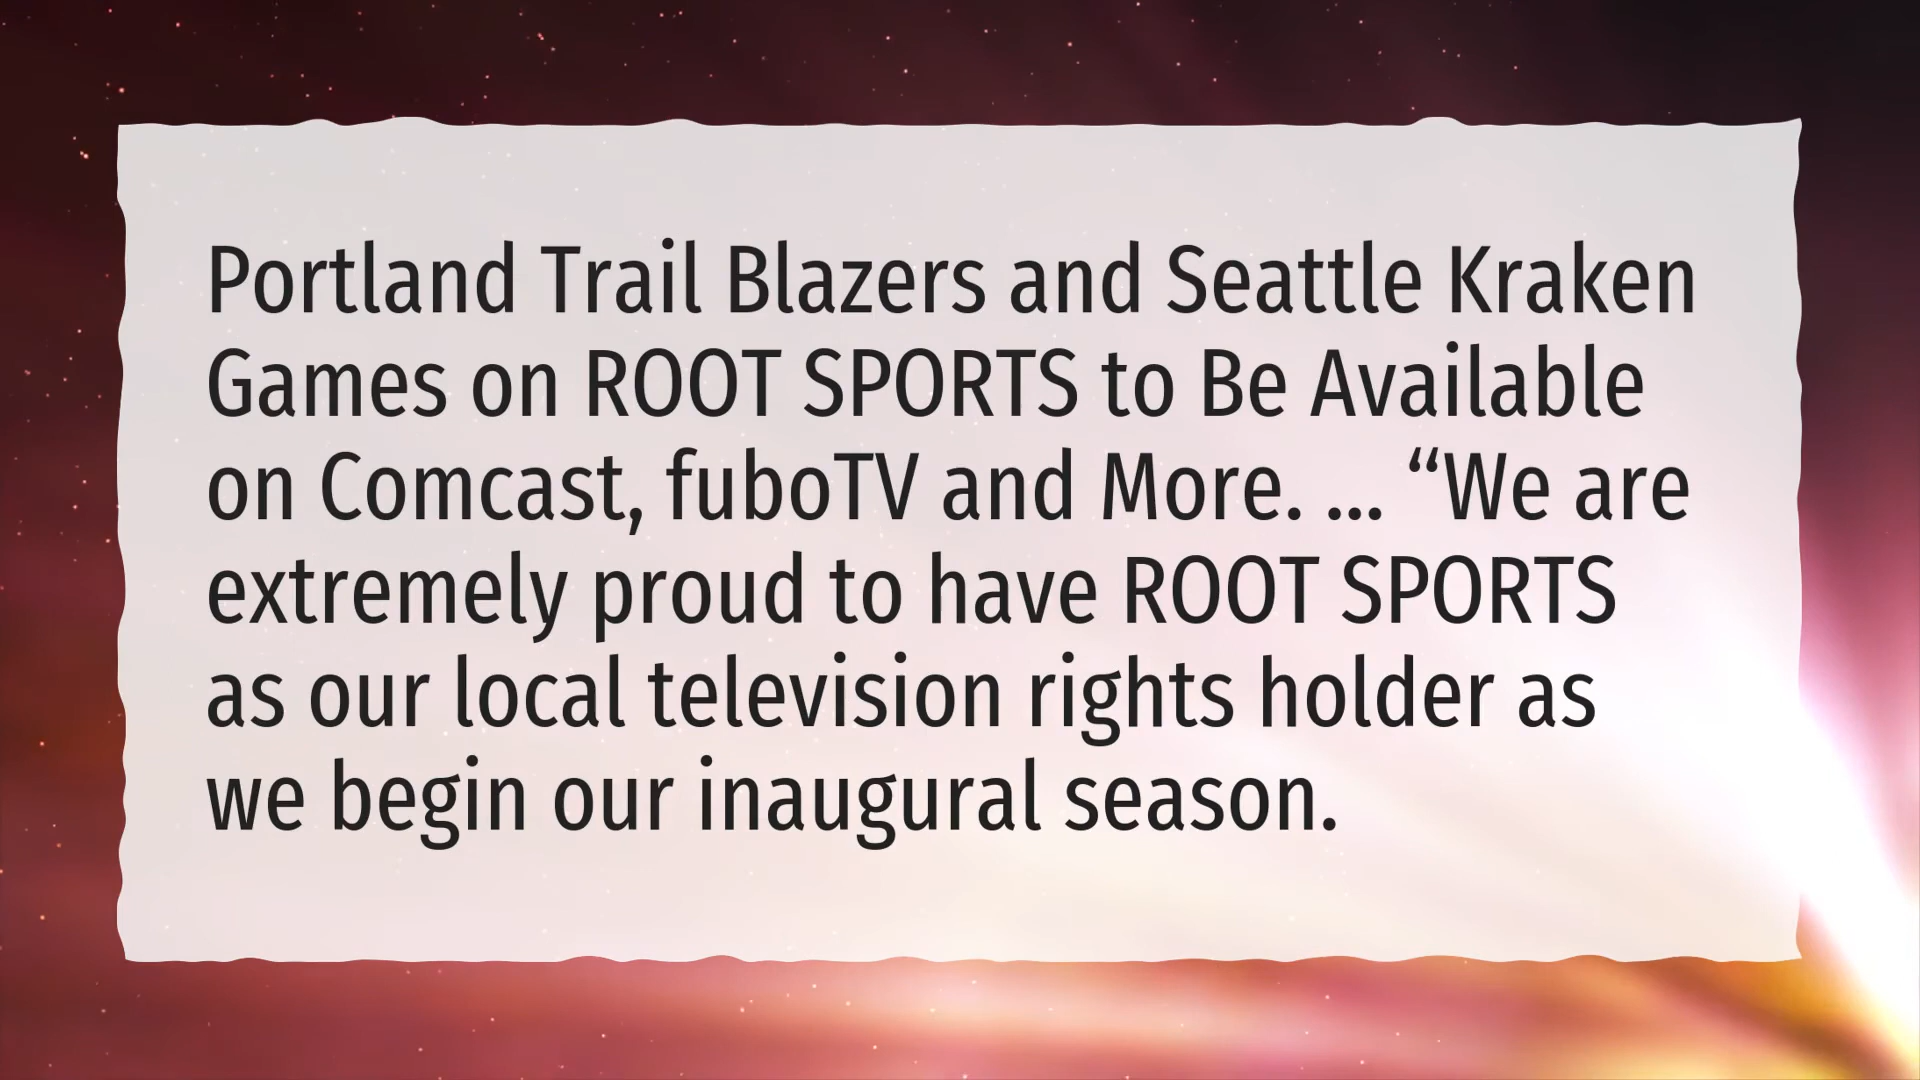 Portland Trail Blazers and Seattle Kraken
Games on ROOT SPORTS to Be Available
on Comcast, fuboTV and More. ... “We are
extremely proud to have ROOT SPORTS
as our local television rights holder as
we begin our inaugural season.